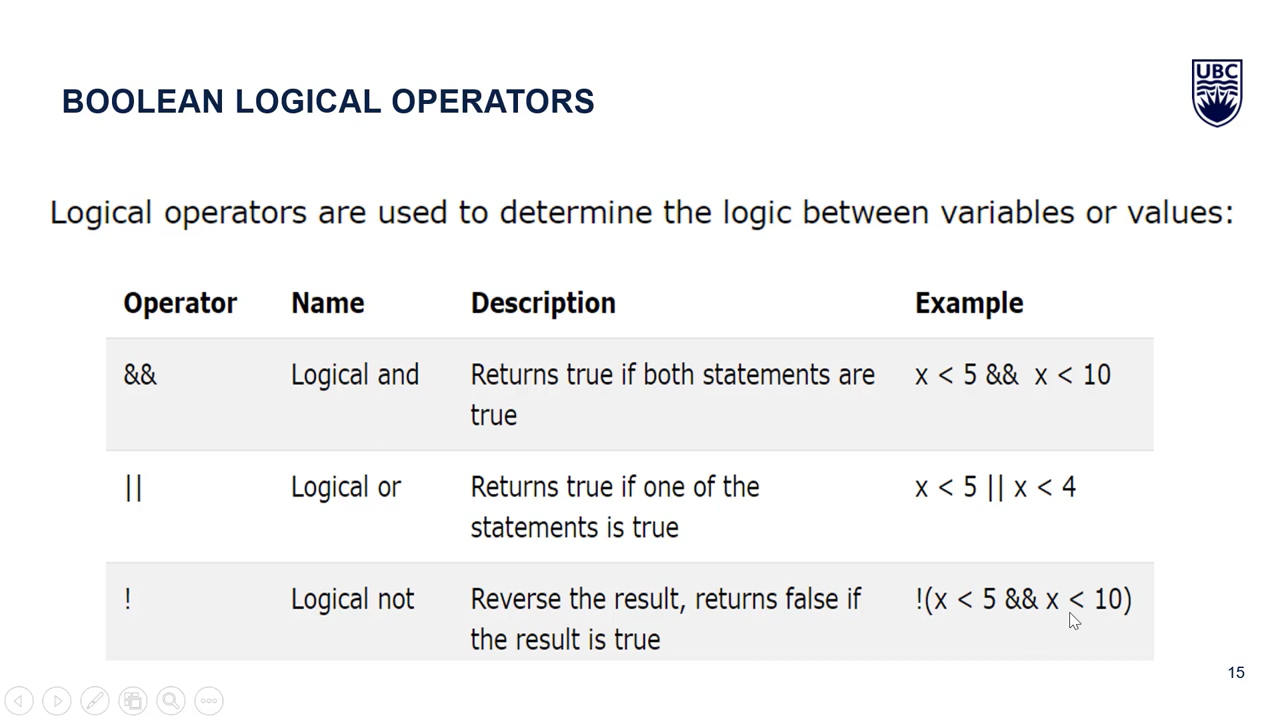 BOOLEAN LOGICAL OPERATORS
UBC
Logical operators are used to determine the logic between variables or values:
Operator Name Description Example
&& Logical and Returns true if both statements are x < 5 &&  x < 10
true
|| Logical or Returns true if one of the x < 5 || x < 4
statements is true
! Logical not Reverse the result, returns false if !(x < 5 && x < 10)
the result is true
15